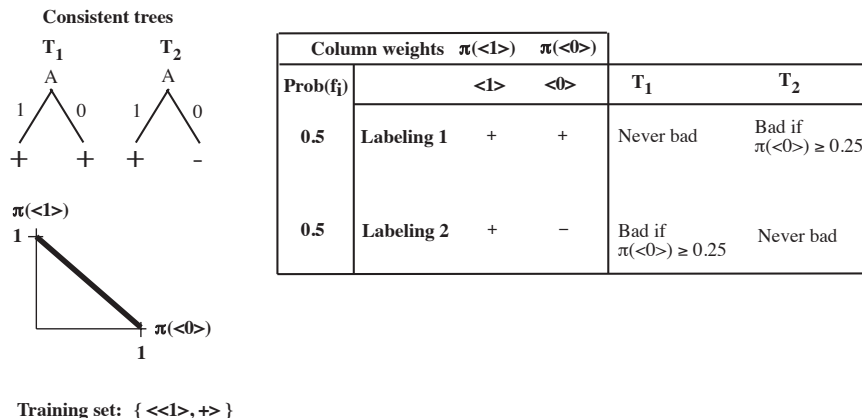 Consistent trees
T1 T2
A A
1 0 1 0
+ + + -
π(<1>)
1
π(<0>)
1
Training set: { <<1>, +> }
Column weights π(<1>) π(<0>)
Prob(fi) <1> <0> T1 T2
0.5 Labeling 1 + + Never bad Bad if
π(<0>) ≥ 0.25
0.5 Labeling 2 + − Bad if
π(<0>) ≥ 0.25 Never bad